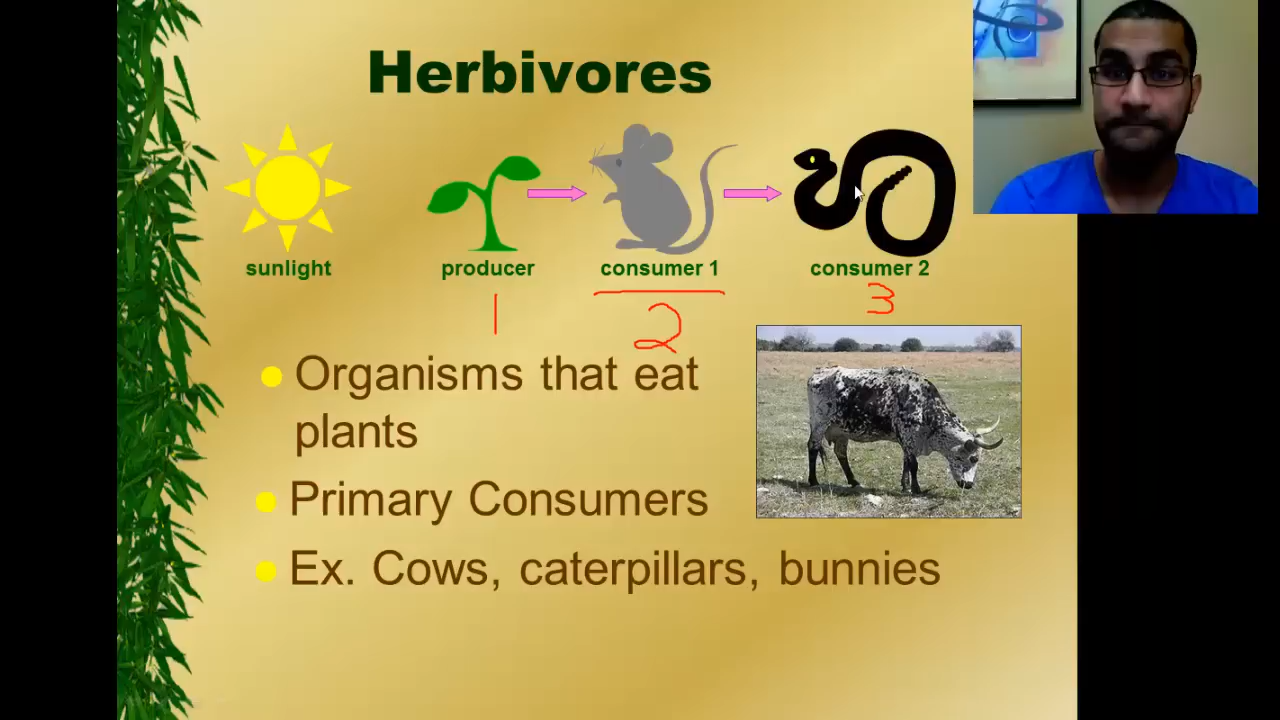 Herbivores
sunlight producer consumer 1 consumer 2
1 2 3
Organisms that eat
plants
Primary Consumers
Ex. Cows, caterpillars, bunnies